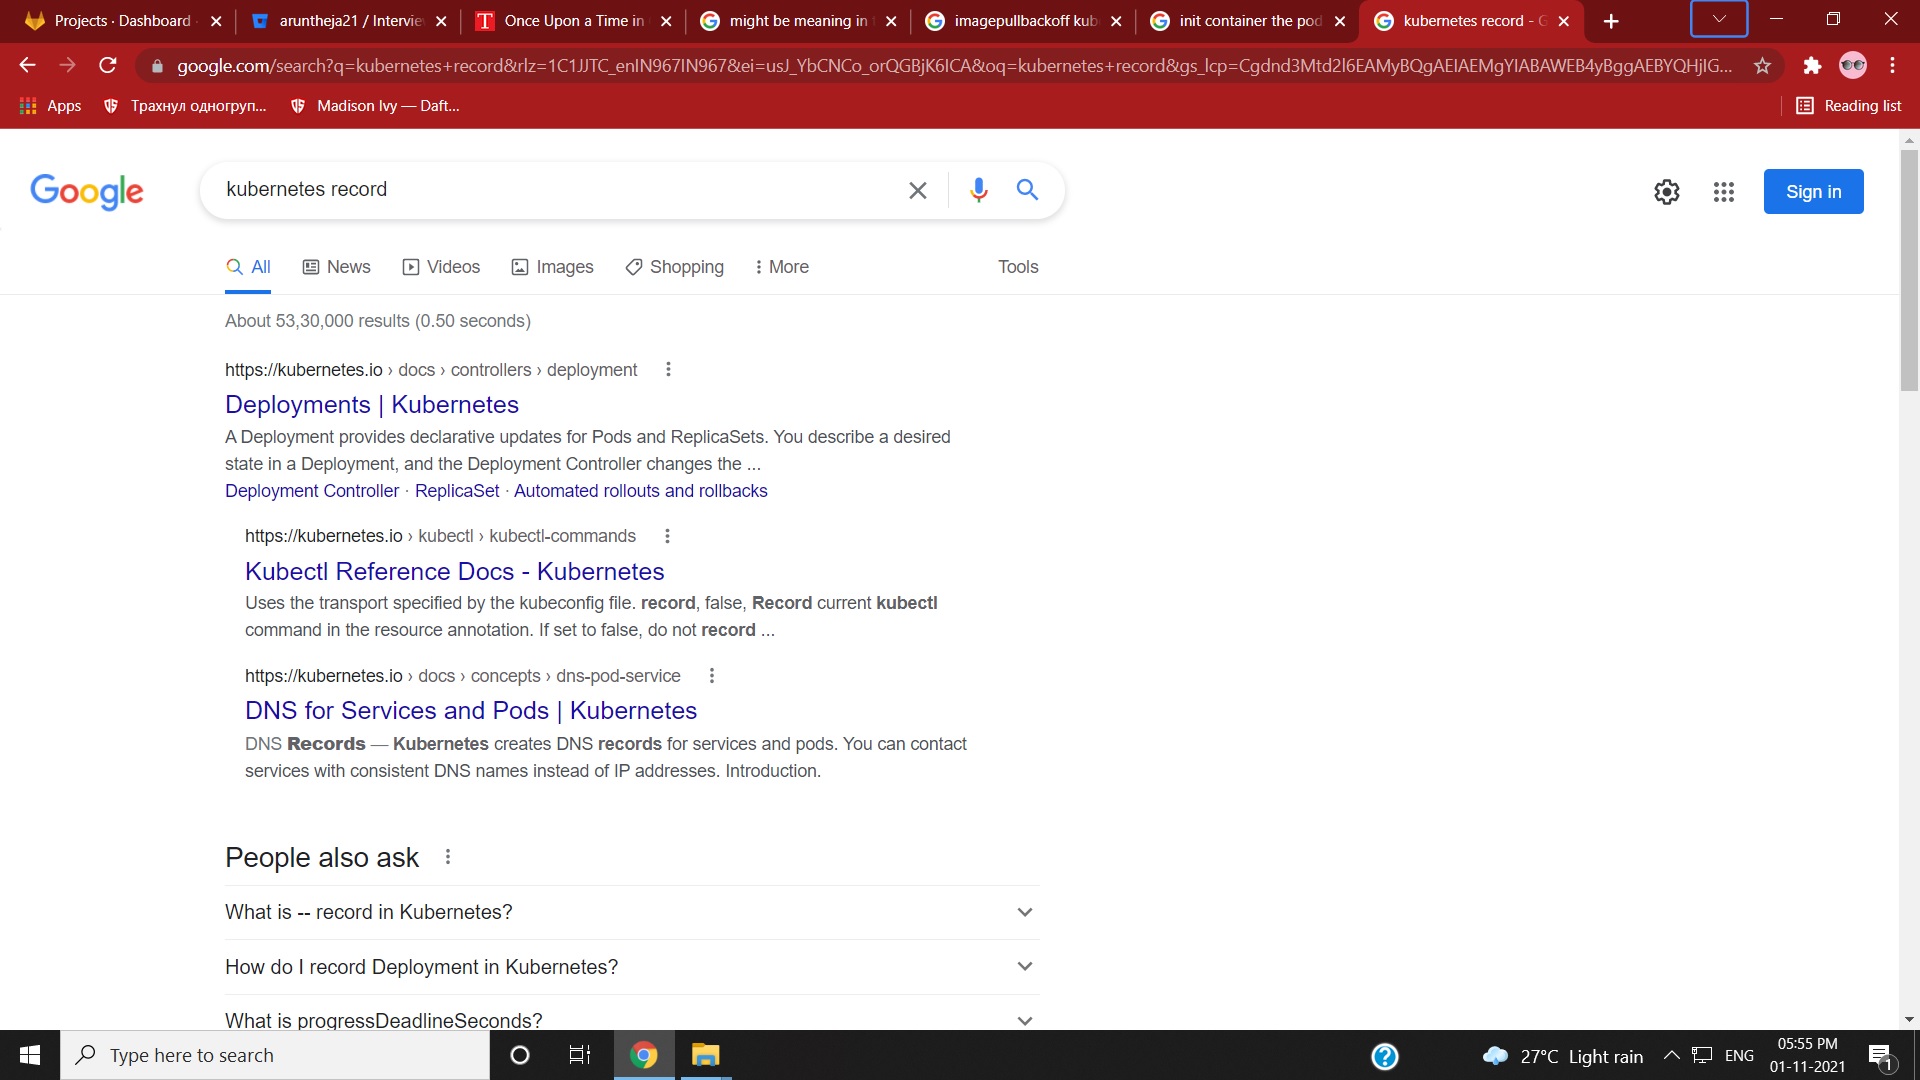 Projects · Dashboard
aruntheja21 / Intervie
Once Upon a Time in
might be meaning in
imagepullbackoff kub
init container the pod
kubernetes record - G
google.com/search?q=kubernetes+record&rlz=1C1JJTC_enIN967IN967&ei=usJ_YbCNCo_orQGBjK6ICA&oq=kubernetes+record&gs_lcp=Cgdnd3Mtd2l6EAMyBQgAEIAEMgYIABAWEB4yBggAEBYQHjIG...
Apps
Трахнул одногруп...
Madison Ivy — Daft...
Reading list
Google
kubernetes record
Sign in
All
News
Videos
Images
Shopping
More
Tools
About 53,30,000 results (0.50 seconds)
https://kubernetes.io › docs › controllers › deployment
Deployments | Kubernetes
A Deployment provides declarative updates for Pods and ReplicaSets. You describe a desired
state in a Deployment, and the Deployment Controller changes the ...
Deployment Controller · ReplicaSet · Automated rollouts and rollbacks
https://kubernetes.io › kubectl › kubectl-commands
Kubectl Reference Docs - Kubernetes
Uses the transport specified by the kubeconfig file. record, false, Record current kubectl
command in the resource annotation. If set to false, do not record ...
https://kubernetes.io › docs › concepts › dns-pod-service
DNS for Services and Pods | Kubernetes
DNS Records — Kubernetes creates DNS records for services and pods. You can contact
services with consistent DNS names instead of IP addresses. Introduction.
People also ask
What is -- record in Kubernetes?
How do I record Deployment in Kubernetes?
What is progressDeadlineSeconds?
Type here to search
27°C Light rain
ENG
05:55 PM
01-11-2021
1